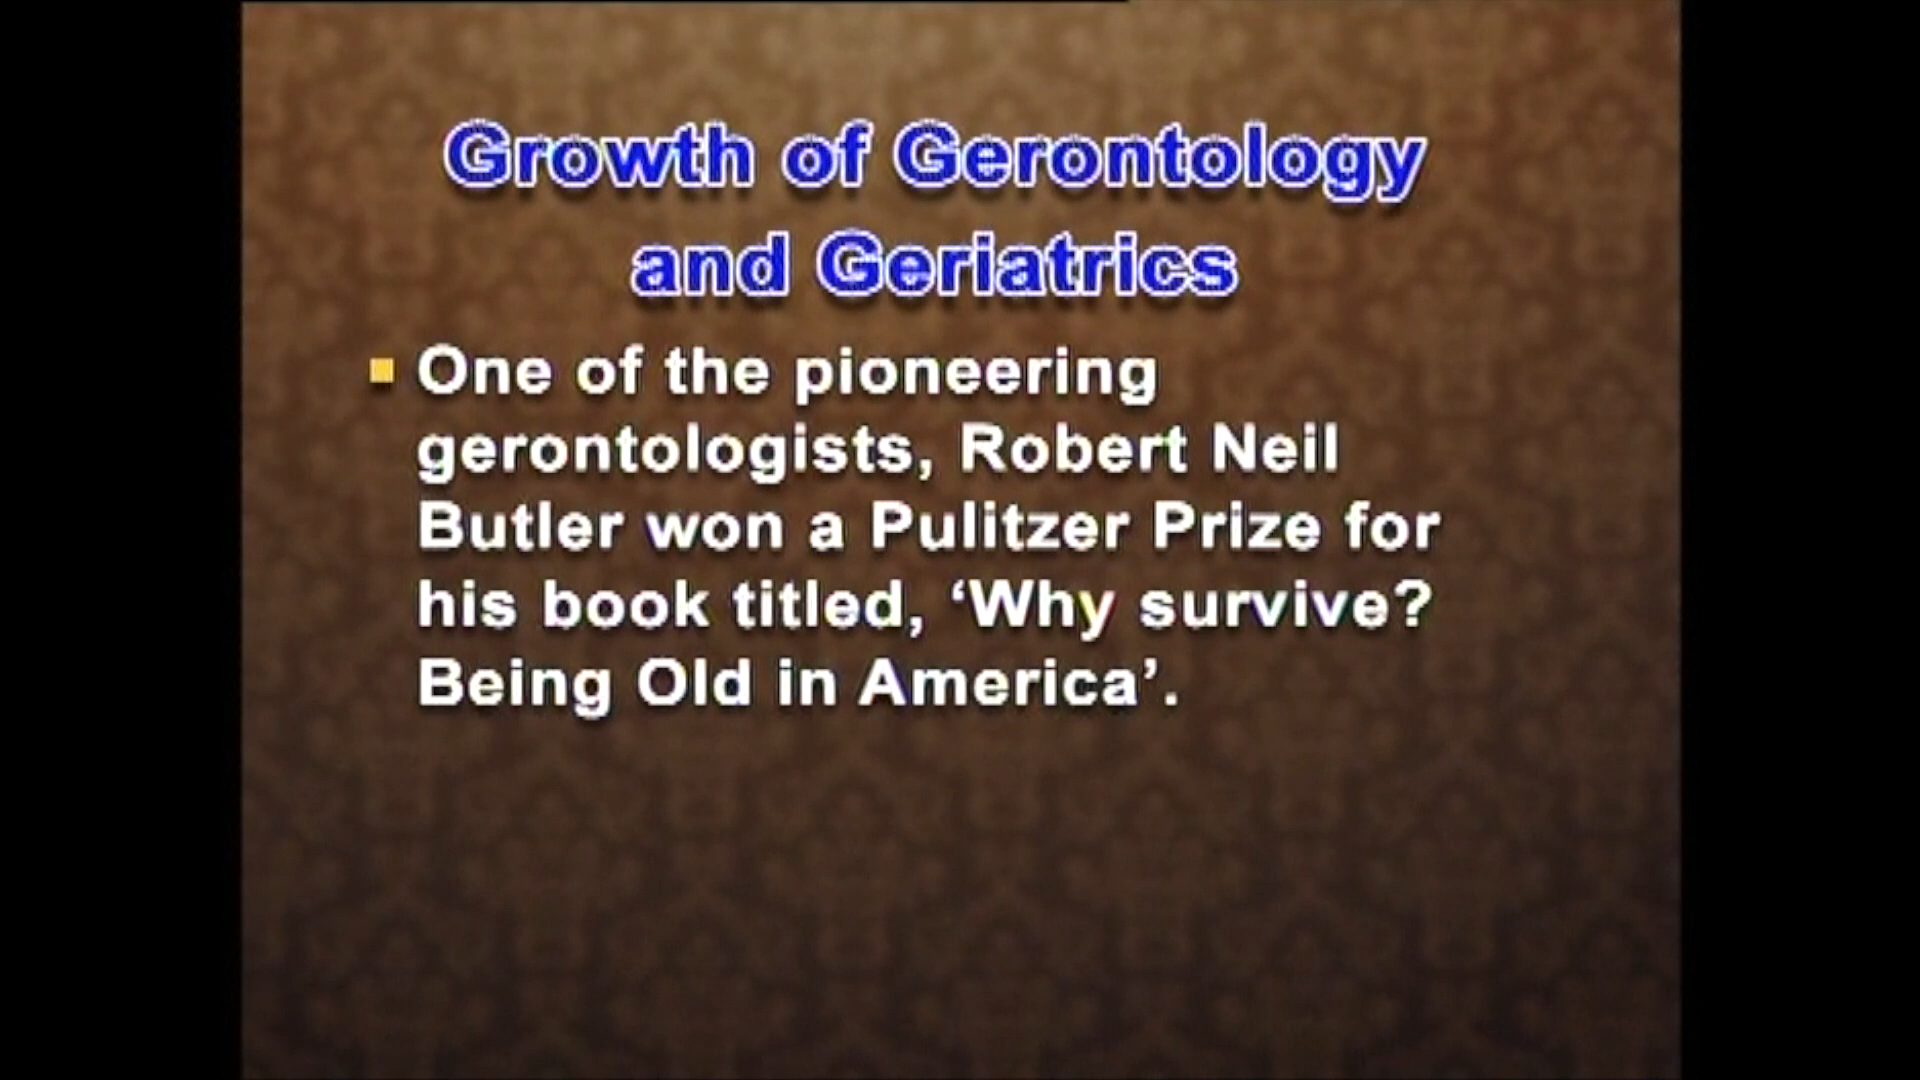 Growth of Gerontology
and Geriatrics
One of the pioneering
gerontologists, Robert Neil
Butler won a Pulitzer Prize for
his book titled, ‘Why survive?
Being Old in America’.